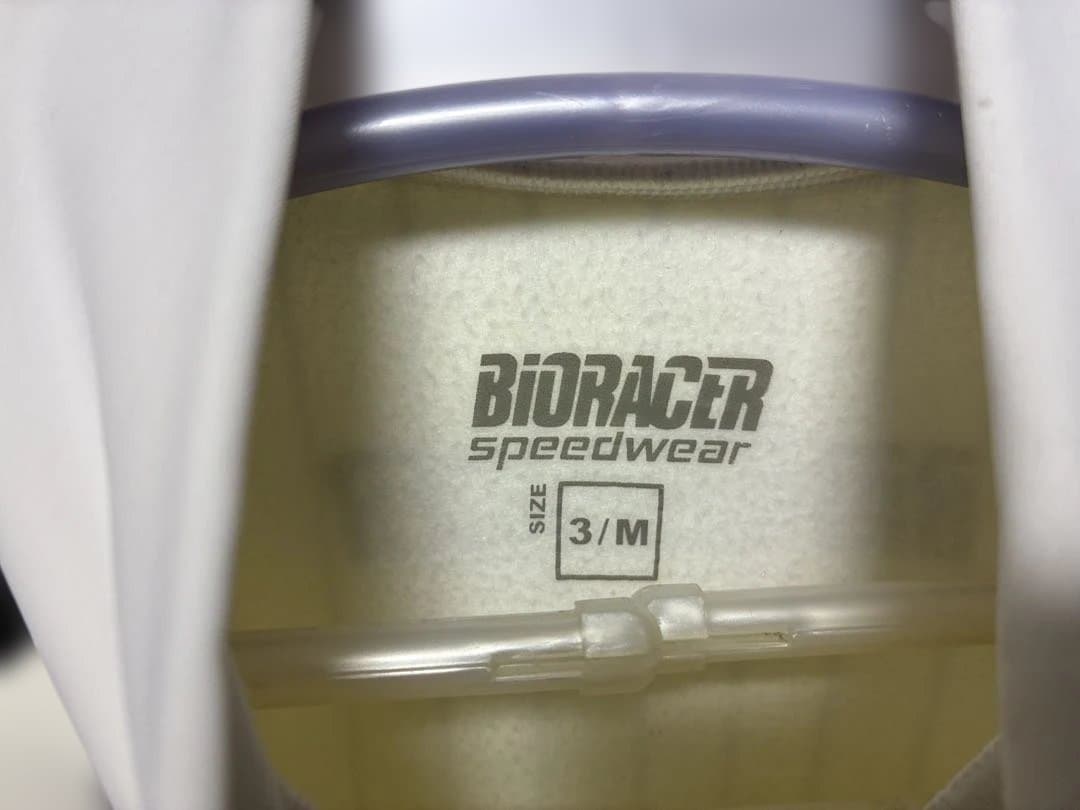 BiORACER
speedwear
SIZE
3/M